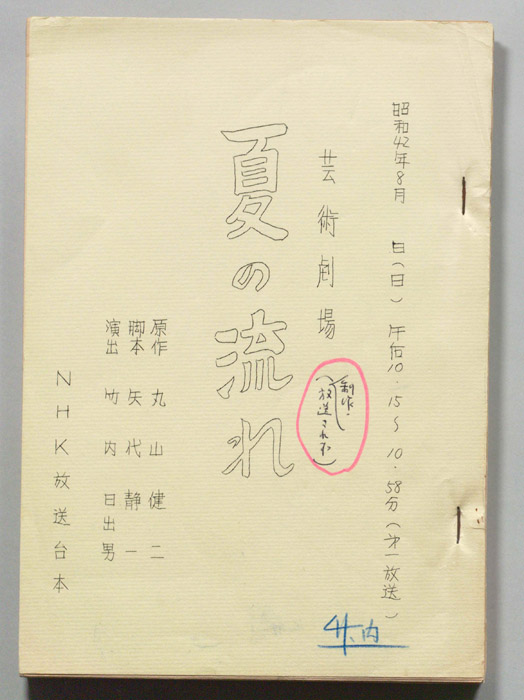 昭和42年8月　日(日)　午后10.15〜10.58分(才一放送)
芸術劇場
制作・
(放送されず)
夏の流れ
原作　丸山健二
脚本　矢代静一
演出　竹内日出男
NHK放送台本
竹内